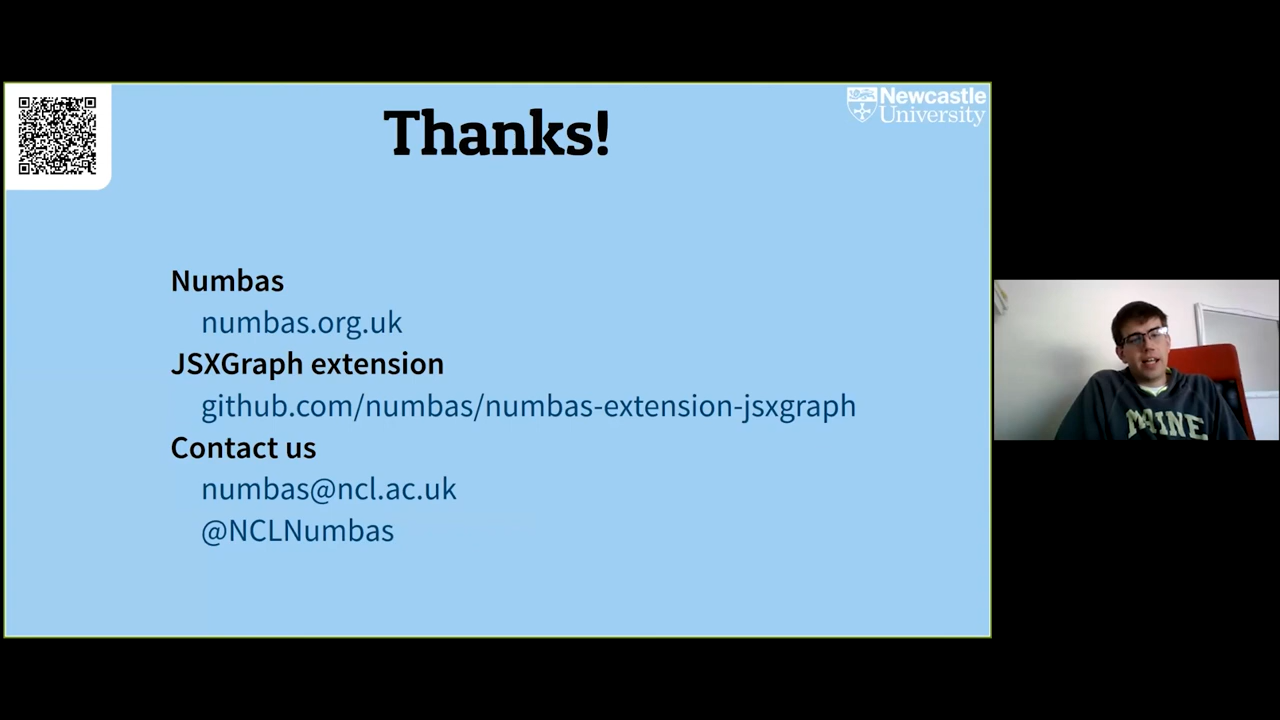 Thanks!
Newcastle
University
Numbas
numbas.org.uk
JSXGraph extension
github.com/numbas/numbas-extension-jsxgraph
Contact us
numbas@ncl.ac.uk
@NCLNumbas
MAINE